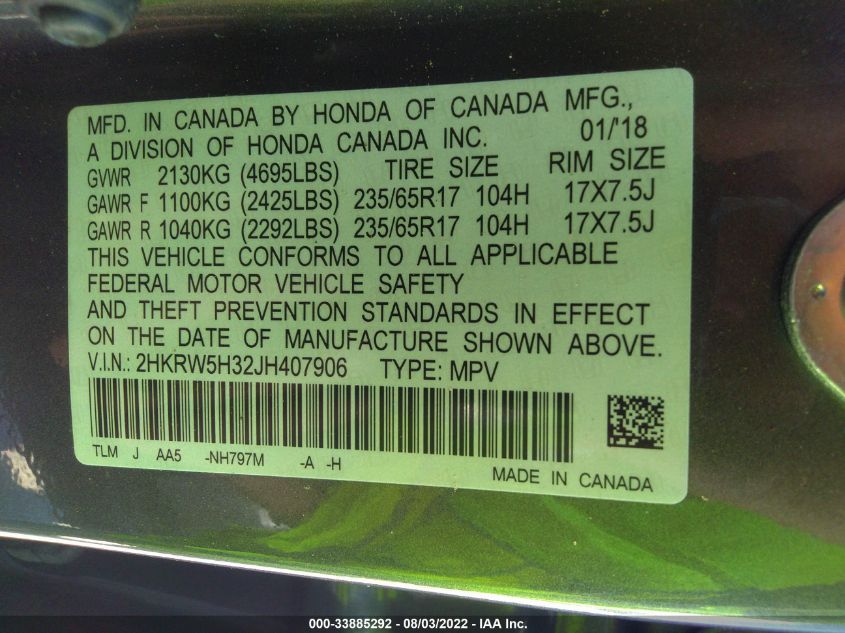 MFD. IN CANADA BY HONDA OF CANADA MFG.,
A DIVISION OF HONDA CANADA INC. 01/'18
GVWR 2130KG (4695LBS) TIRE SIZE RIM SIZE
GAWR F 1100KG (2425LBS) 235/65R17 104H 17X7.5J
GAWR R 1040KG (2292LBS) 235/65R17 104H 17X7.5J
THIS VEHICLE CONFORMS TO ALL APPLICABLE
FEDERAL MOTOR VEHICLE SAFETY
AND THEFT PREVENTION STANDARDS IN EFFECT
ON THE DATE OF MANUFACTURE SHOWN ABOVE.
V.I.N.: 2HKRW5H32JH407906 TYPE: MPV
TLM J AA5 -NH797M -A -H
MADE IN CANADA
000-33885292 - 08/03/2022 - IAA Inc.